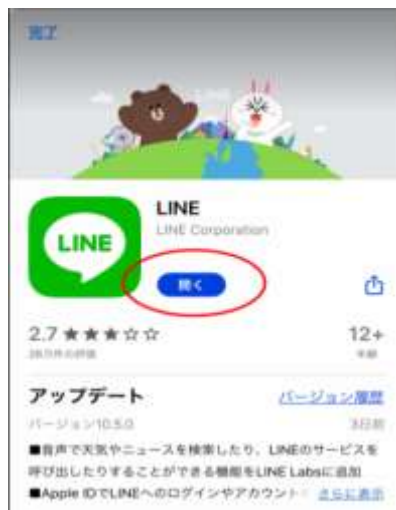 完了
LINE
LINE Corporation
LINE
開く
2.7★★★☆☆
12+
年齢
アップデート
バージョン履歴
バージョン10.5.0
3日前
■音声で天気やニュースを検索したり、LINEのサービスを
呼び出したりすることができる機能をLINE Labsに追加
■Apple IDでLINEへのログインやアカウント
さらに表示